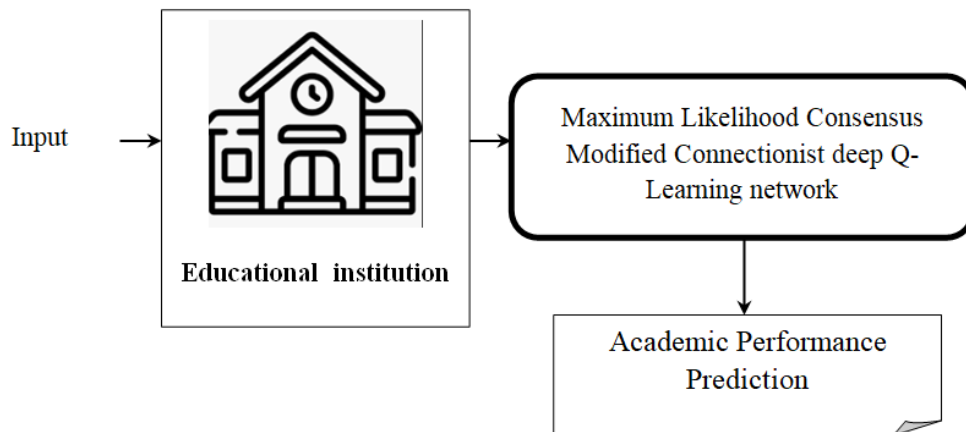 Input
Educational institution
Maximum Likelihood Consensus
Modified Connectionist deep Q-
Learning network
Academic Performance
Prediction